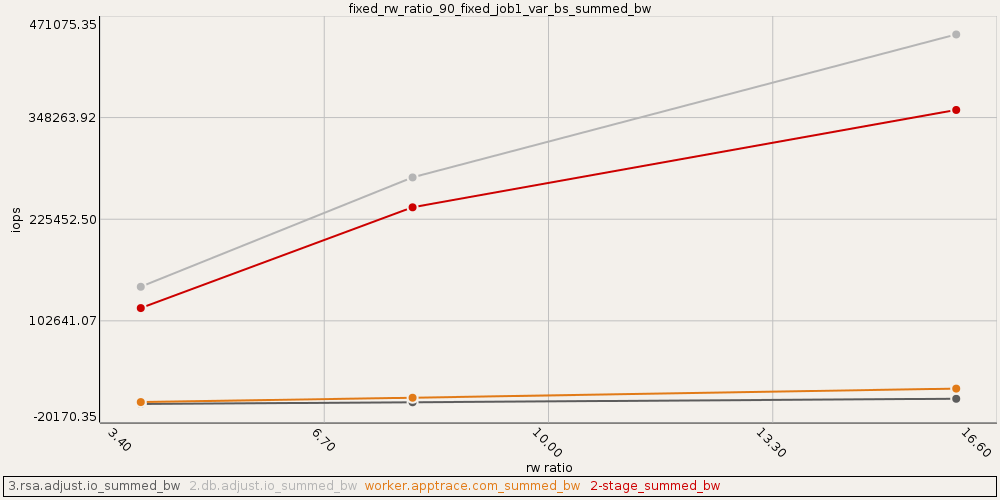 fixed_rw_ratio_90_fixed_job1_var_bs_summed_bw
471075.35
348263.92
225452.50
102641.07
-20170.35
iops
3.40
6.70
10.00
13.30
16.60
rw ratio
3.rsa.adjust.io_summed_bw 2.db.adjust.io_summed_bw worker.apptrace.com_summed_bw 2-stage_summed_bw